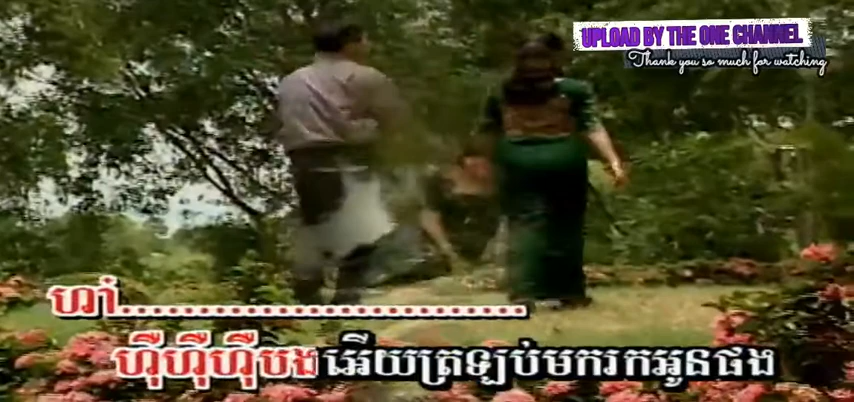 UPLOAD BY THE ONE CHANNEL
Thank you so much for watching
ហាំ...............................
ហ៊ឺហ៊ឺហ៊ឺបងអើយត្រឡប់មករកអូនផង